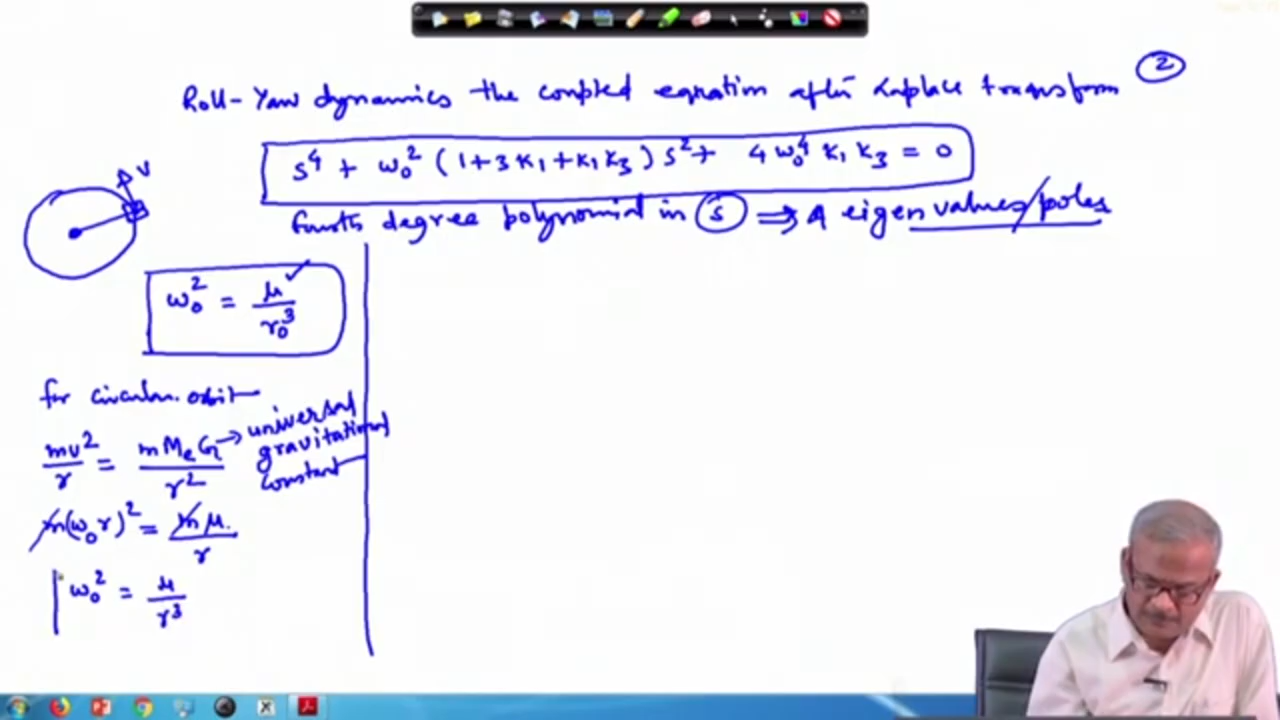 2
Roll-Yaw dynamics the coupled equation after Laplace transform
s⁴ + ω₀² (1+3K₁+K₁K₃) s² + 4ω₀⁴ K₁K₃ = 0
fourth degree polynomial in s ⇒ 4 eigen values/poles
V
ω₀² = μ/r₀³ ✓
for circular orbit
mv²/r = mMₑG/r² → universal gravitational constant
m(ω₀r)² = mμ/r
ω₀² = μ/r³